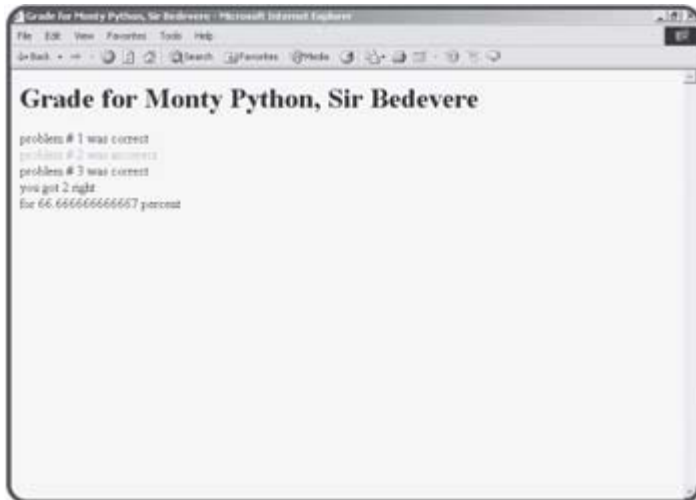 Grade for Monty Python, Sir Bedevere - Microsoft Internet Explorer
File Edit View Favorites Tools Help
Back Search Favorites Media
Grade for Monty Python, Sir Bedevere
problem # 1 was correct
problem # 2 was incorrect
problem # 3 was correct
you got 2 right
for 66.666666666667 percent